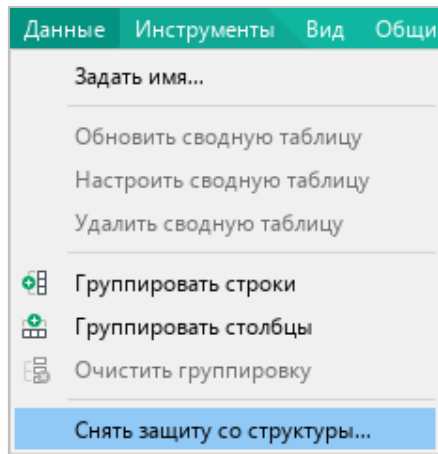 Данные Инструменты Вид Общи
Задать имя...
Обновить сводную таблицу
Настроить сводную таблицу
Удалить сводную таблицу
Группировать строки
Группировать столбцы
Очистить группировку
Снять защиту со структуры...